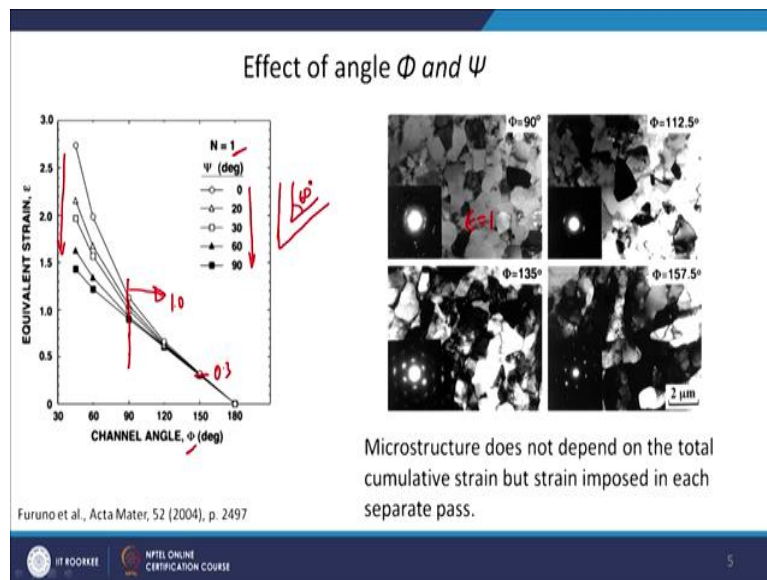 Effect of angle Φ and Ψ
3.0
2.5
2.0
1.5
1.0
0.5
0
EQUIVALENT STRAIN, ε
N = 1
Ψ (deg)
0
20
30
60
90
60°
1.0
0.3
30
60
90
120
150
180
CHANNEL ANGLE, Φ (deg)
Φ=90°
Φ=112.5°
ε=1
Φ=135°
Φ=157.5°
2 μm
Microstructure does not depend on the total
cumulative strain but strain imposed in each
separate pass.
Furuno et al., Acta Mater, 52 (2004), p. 2497
IIT ROORKEE
NPTEL ONLINE
CERTIFICATION COURSE
5